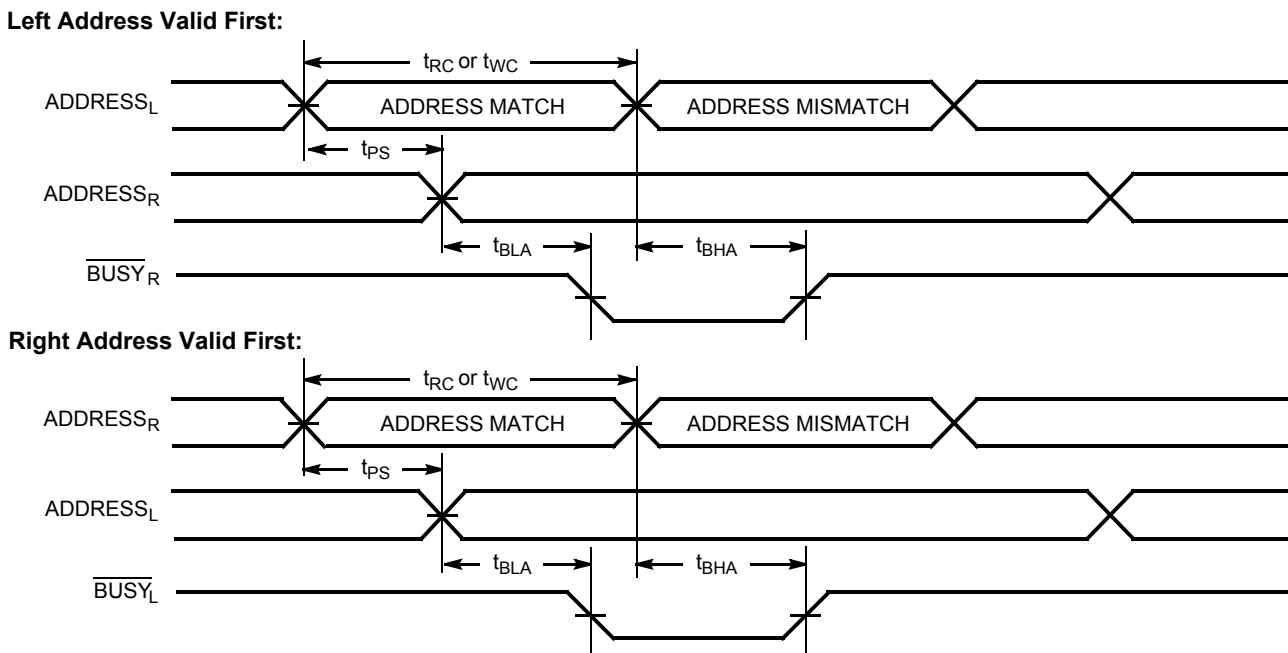 Left Address Valid First:
tRC or tWC
ADDRESSL
ADDRESS MATCH
ADDRESS MISMATCH
tPS
ADDRESSR
tBLA
tBHA
BUSYR
Right Address Valid First:
tRC or tWC
ADDRESSR
ADDRESS MATCH
ADDRESS MISMATCH
tPS
ADDRESSL
tBLA
tBHA
BUSYL